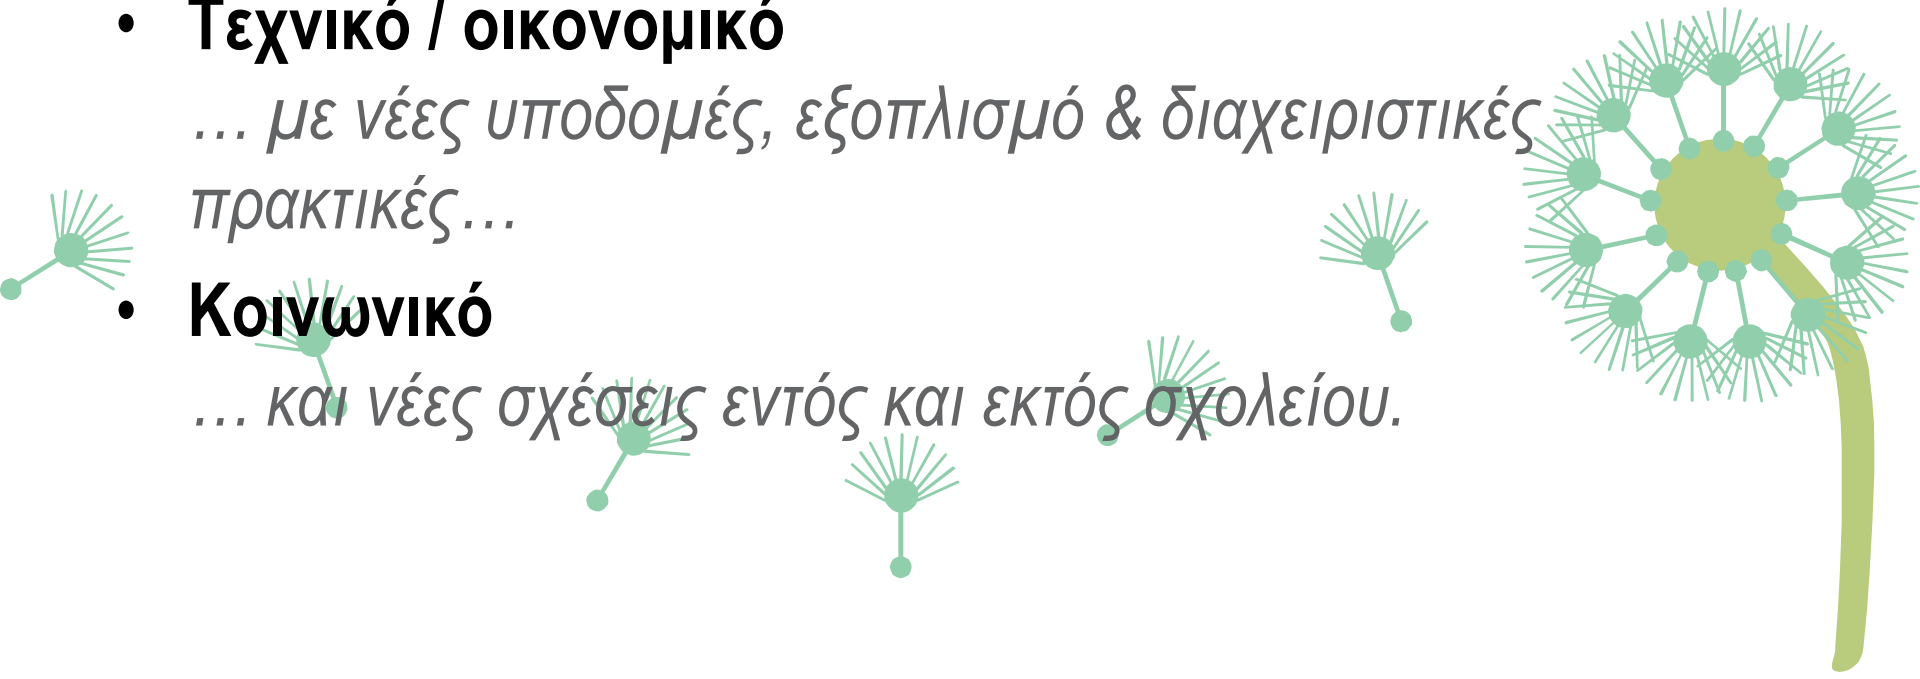 • Τεχνικό / οικονομικό
… με νέες υποδομές, εξοπλισμό & διαχειριστικές
πρακτικές…
• Κοινωνικό
… και νέες σχέσεις εντός και εκτός σχολείου.